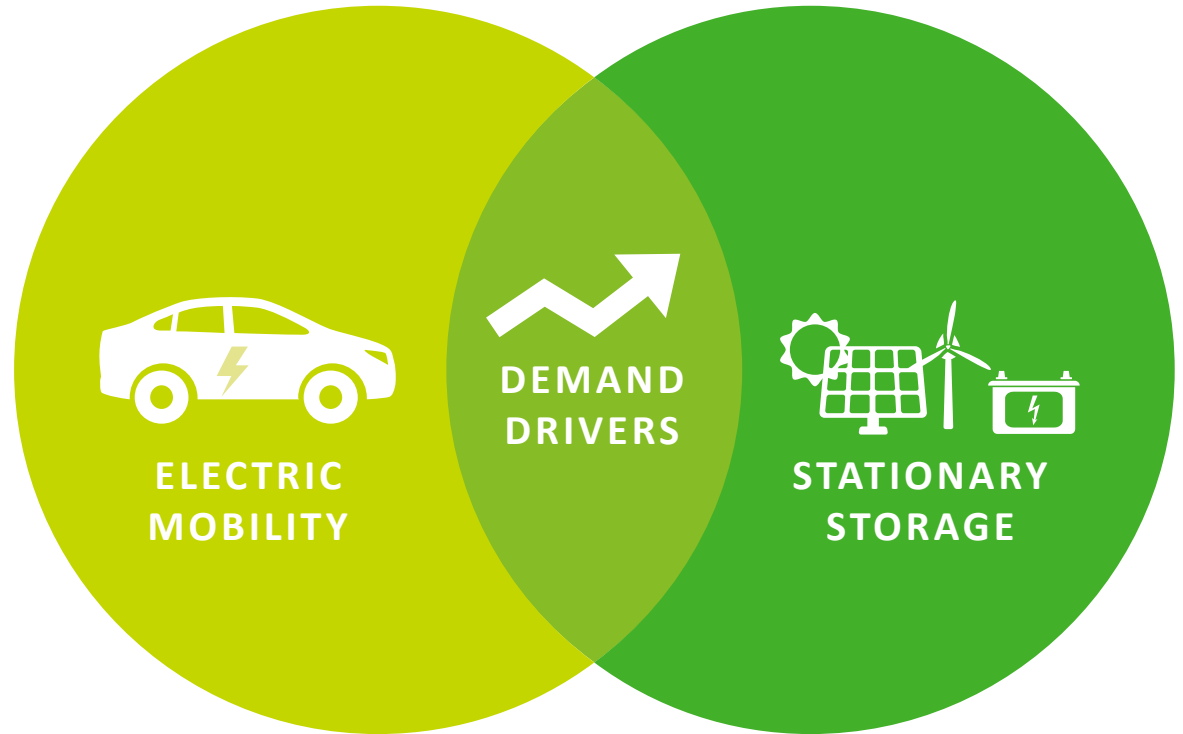 ELECTRIC
MOBILITY
DEMAND
DRIVERS
STATIONARY
STORAGE